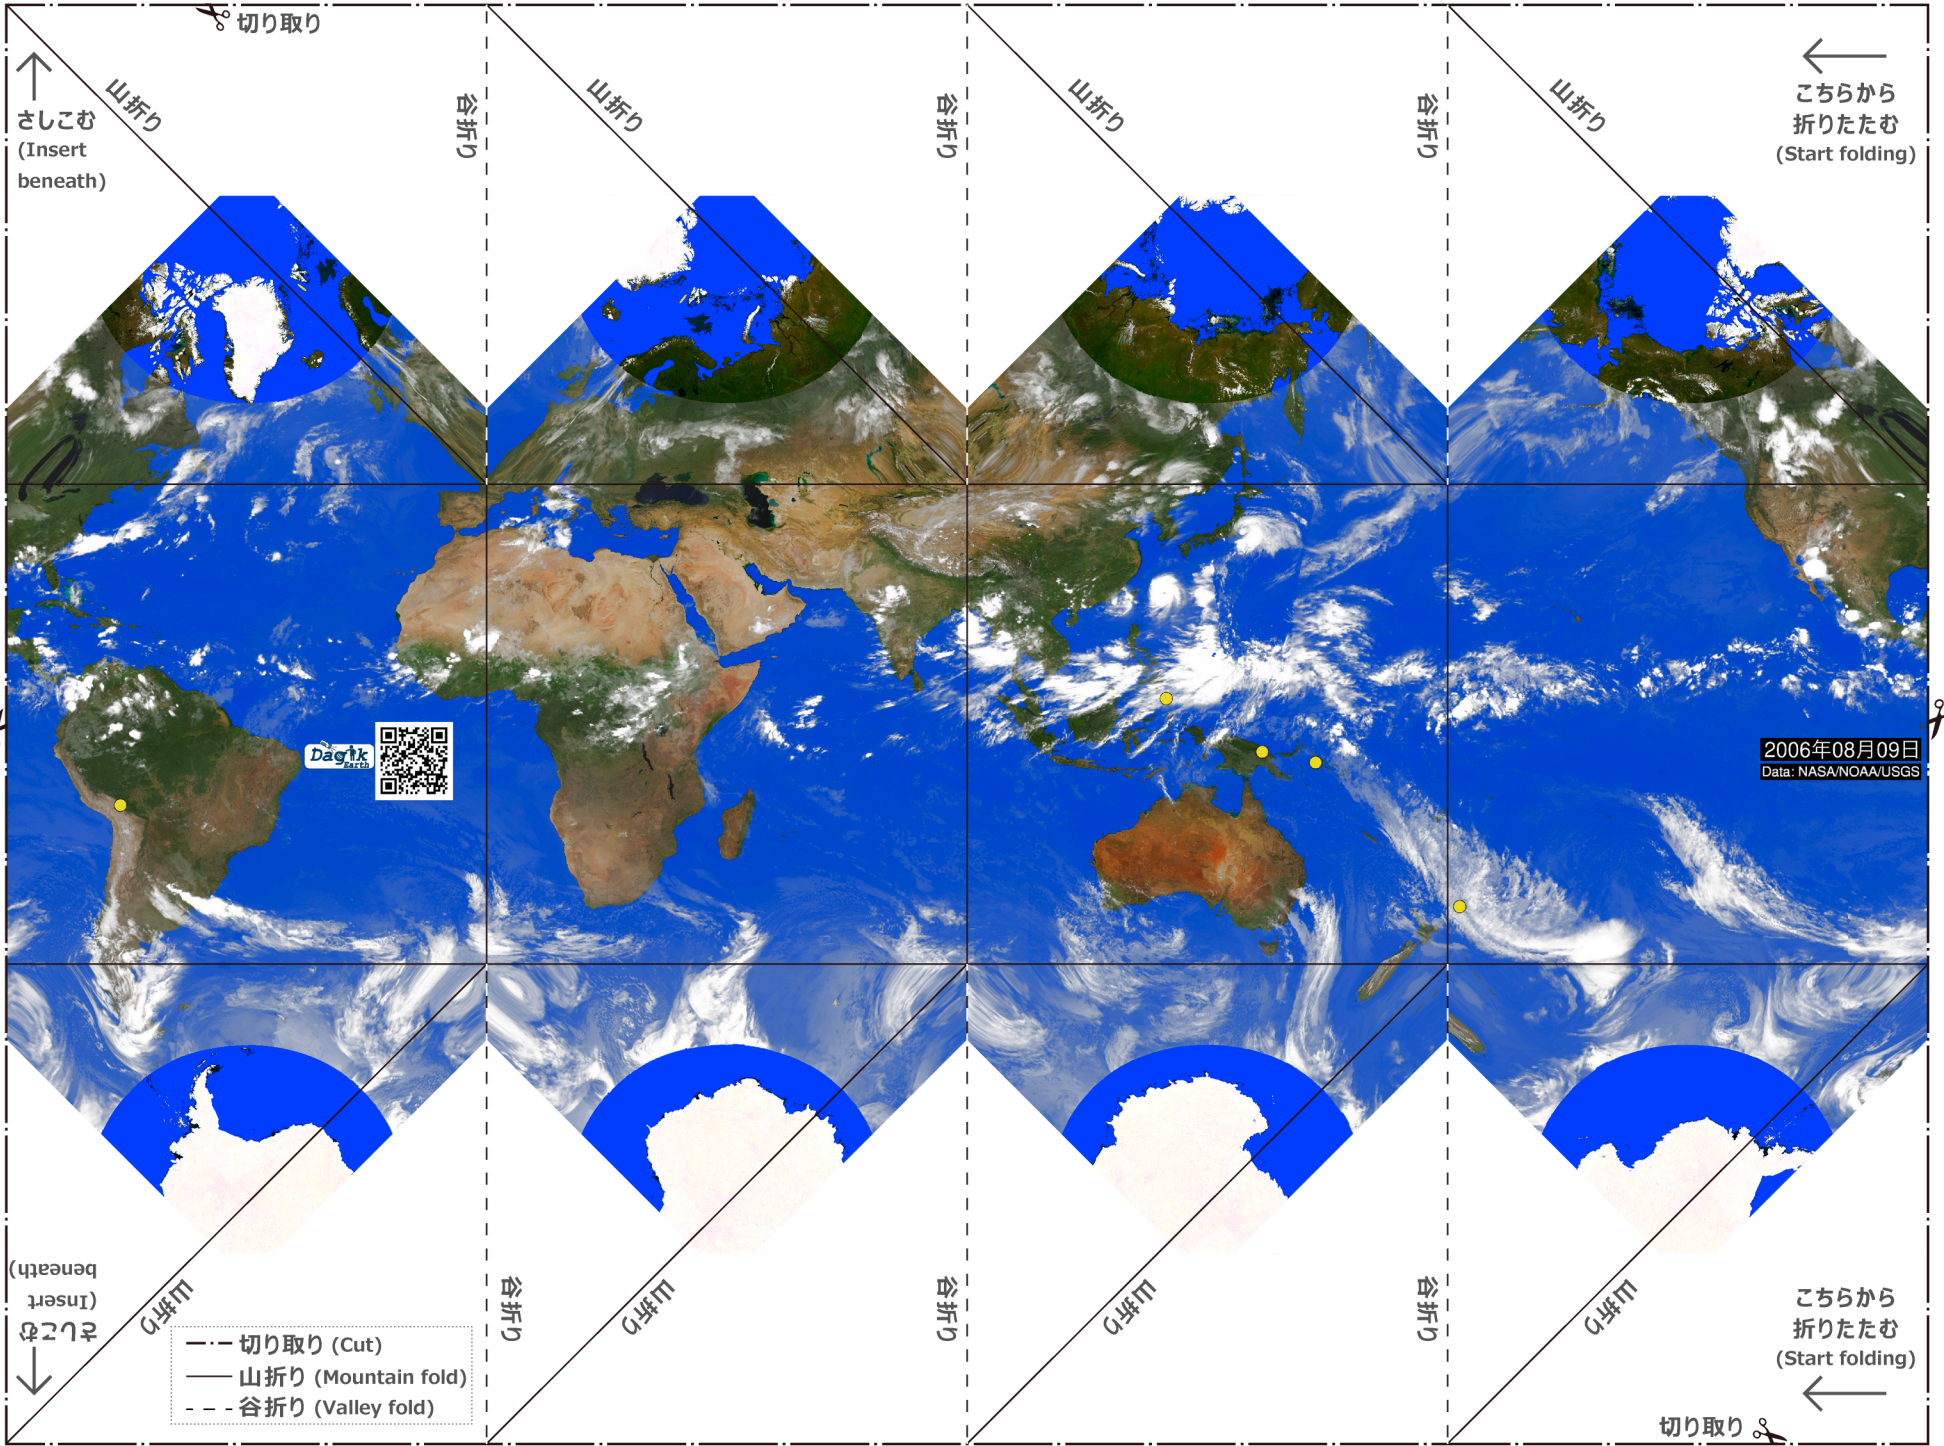 切り取り
さしこむ
(Insert
beneath)
山折り
谷折り
山折り
谷折り
山折り
谷折り
山折り
こちらから
折りたたむ
(Start folding)
Dagik
Earth
2006年08月09日
Data: NASA/NOAA/USGS
さしこむ
(Insert
beneath)
山折り
谷折り
山折り
谷折り
山折り
谷折り
山折り
こちらから
折りたたむ
(Start folding)
切り取り (Cut)
山折り (Mountain fold)
谷折り (Valley fold)
切り取り